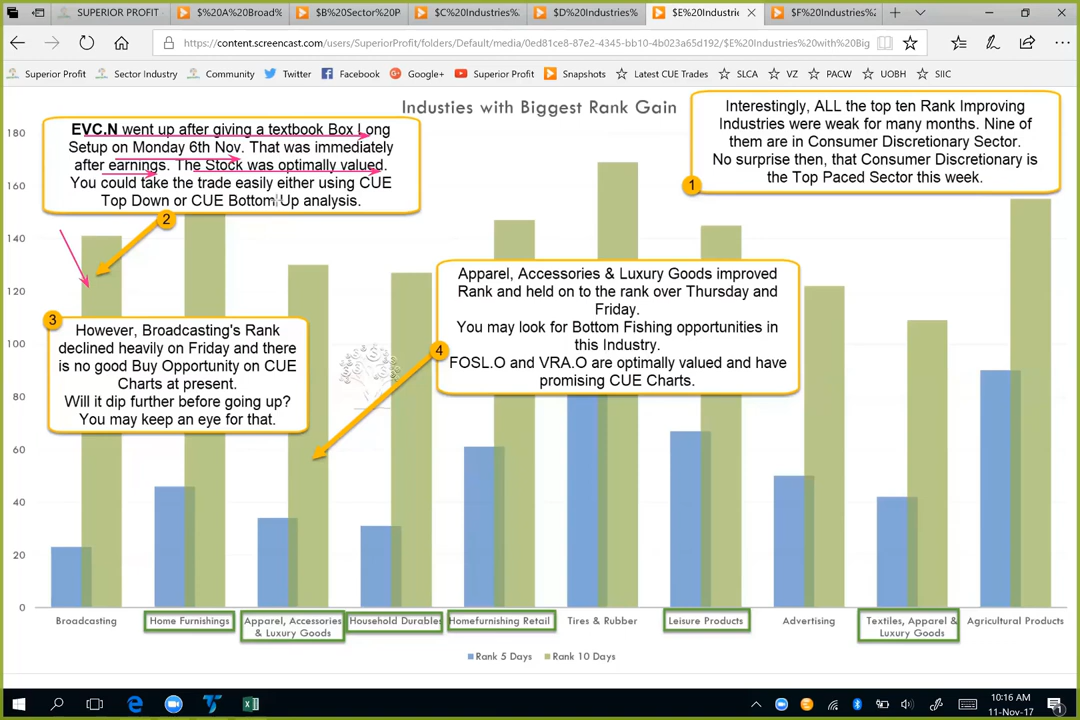 SUPERIOR PROFIT
$%20A%20Broad%
$B%20Sector%20P
$C%20Industries%
$D%20Industries%
$E%20Industri
$F%20Industries%2
https://content.screencast.com/users/SuperiorProfit/folders/Default/media/0ed81ce8-87e2-4345-bb10-4b023a65d192/$E%20Industries%20with%20Big
Superior Profit
Sector Industry
Community
Twitter
Facebook
Google+
Superior Profit
Snapshots
Latest CUE Trades
SLCA
VZ
PACW
UOBH
SIIC
Industies with Biggest Rank Gain
Interestingly, ALL the top ten Rank Improving
Industries were weak for many months. Nine of
them are in Consumer Discretionary Sector.
No surprise then, that Consumer Discretionary is
the Top Paced Sector this week.
1
EVC.N went up after giving a textbook Box Long
Setup on Monday 6th Nov. That was immediately
after earnings. The Stock was optimally valued.
You could take the trade easily either using CUE
Top Down or CUE Bottom Up analysis.
2
3
However, Broadcasting's Rank
declined heavily on Friday and there
is no good Buy Opportunity on CUE
Charts at present.
Will it dip further before going up?
You may keep an eye for that.
4
Apparel, Accessories & Luxury Goods improved
Rank and held on to the rank over Thursday and
Friday.
You may look for Bottom Fishing opportunities in
this Industry.
FOSL.O and VRA.O are optimally valued and have
promising CUE Charts.
180
160
140
120
100
80
60
40
20
0
Broadcasting
Home Furnishings
Apparel, Accessories
& Luxury Goods
Household Durables
Homefurnishing Retail
Tires & Rubber
Leisure Products
Advertising
Textiles, Apparel &
Luxury Goods
Agricultural Products
Rank 5 Days
Rank 10 Days
10:16 AM
11-Nov-17
1